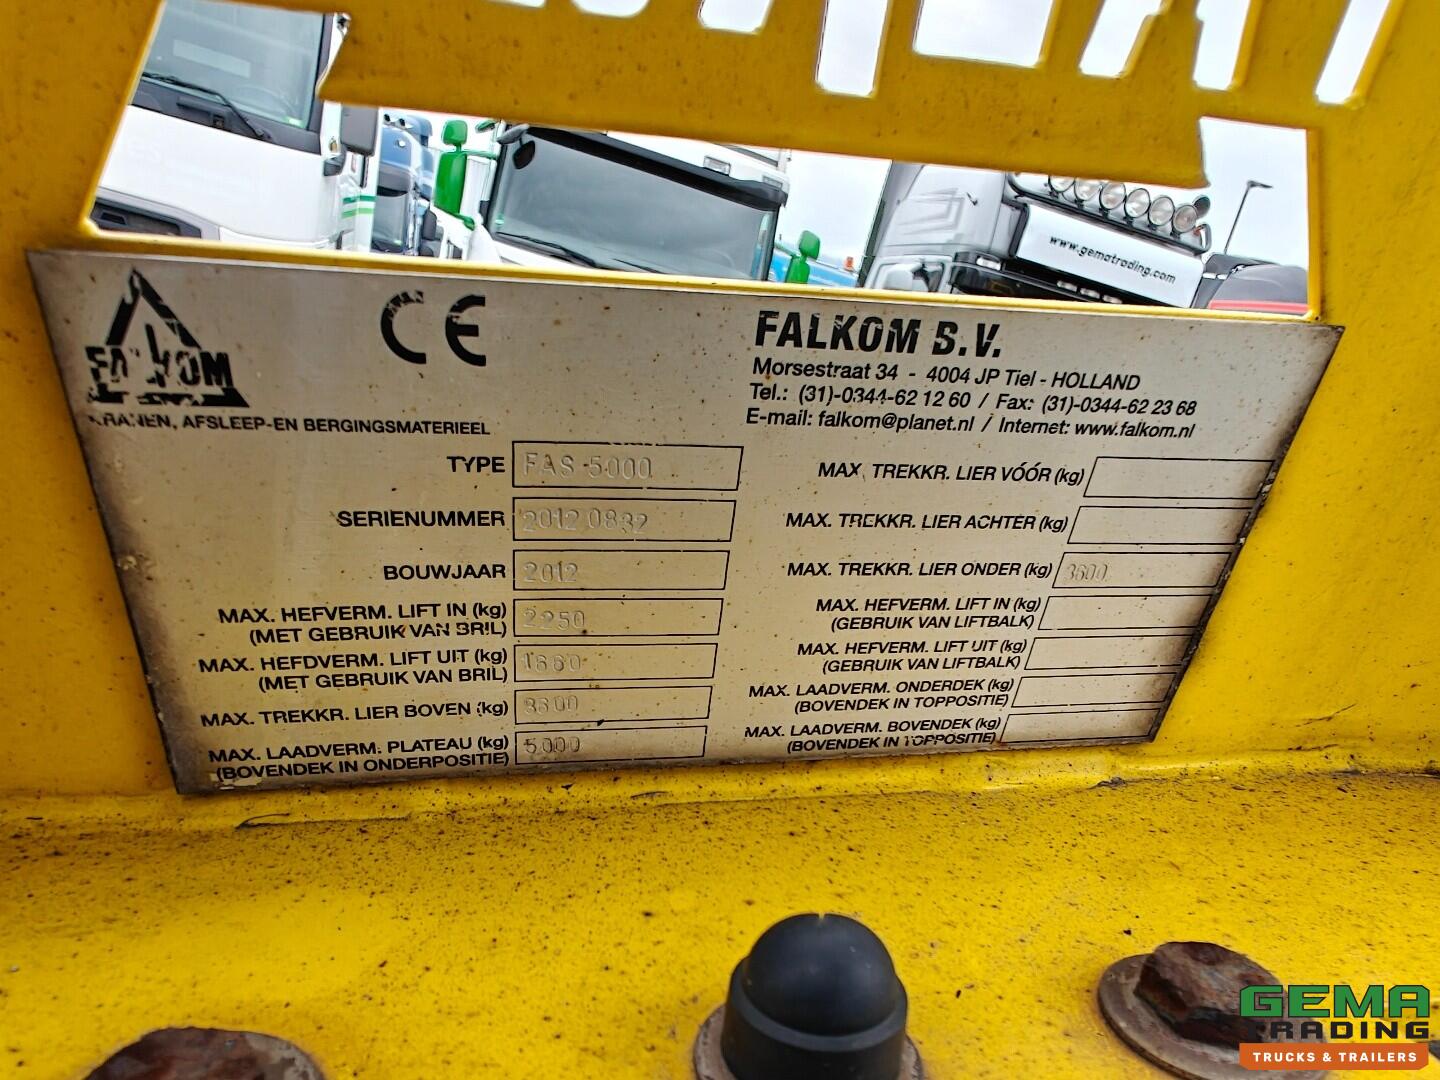 www.gematrading.com
FALKOM
KRANEN, AFSLEEP-EN BERGINGSMATERIEEL
CE
FALKOM B.V.
Morsestraat 34 - 4004 JP Tiel - HOLLAND
Tel.: (31)-0344-62 12 60 / Fax: (31)-0344-62 23 68
E-mail: falkom@planet.nl / Internet: www.falkom.nl
TYPE FAS 5000
SERIENUMMER 2012 0832
BOUWJAAR 2012
MAX. HEFVERM. LIFT IN (kg) 2250
(MET GEBRUIK VAN BRIL)
MAX. HEFDVERM. LIFT UIT (kg) 1660
(MET GEBRUIK VAN BRIL)
MAX. TREKKR. LIER BOVEN (kg) 3600
MAX. LAADVERM. PLATEAU (kg) 5000
(BOVENDEK IN ONDERPOSITIE)
MAX. TREKKR. LIER VÓÓR (kg)
MAX. TREKKR. LIER ACHTER (kg)
MAX. TREKKR. LIER ONDER (kg) 3600
MAX. HEFVERM. LIFT IN (kg)
(GEBRUIK VAN LIFTBALK)
MAX. HEFVERM. LIFT UIT (kg)
(GEBRUIK VAN LIFTBALK)
MAX. LAADVERM. ONDERDEK (kg)
(BOVENDEK IN TOPPOSITIE)
MAX. LAADVERM. BOVENDEK (kg)
(BOVENDEK IN TOPPOSITIE)
GEMA
TRADING
TRUCKS & TRAILERS